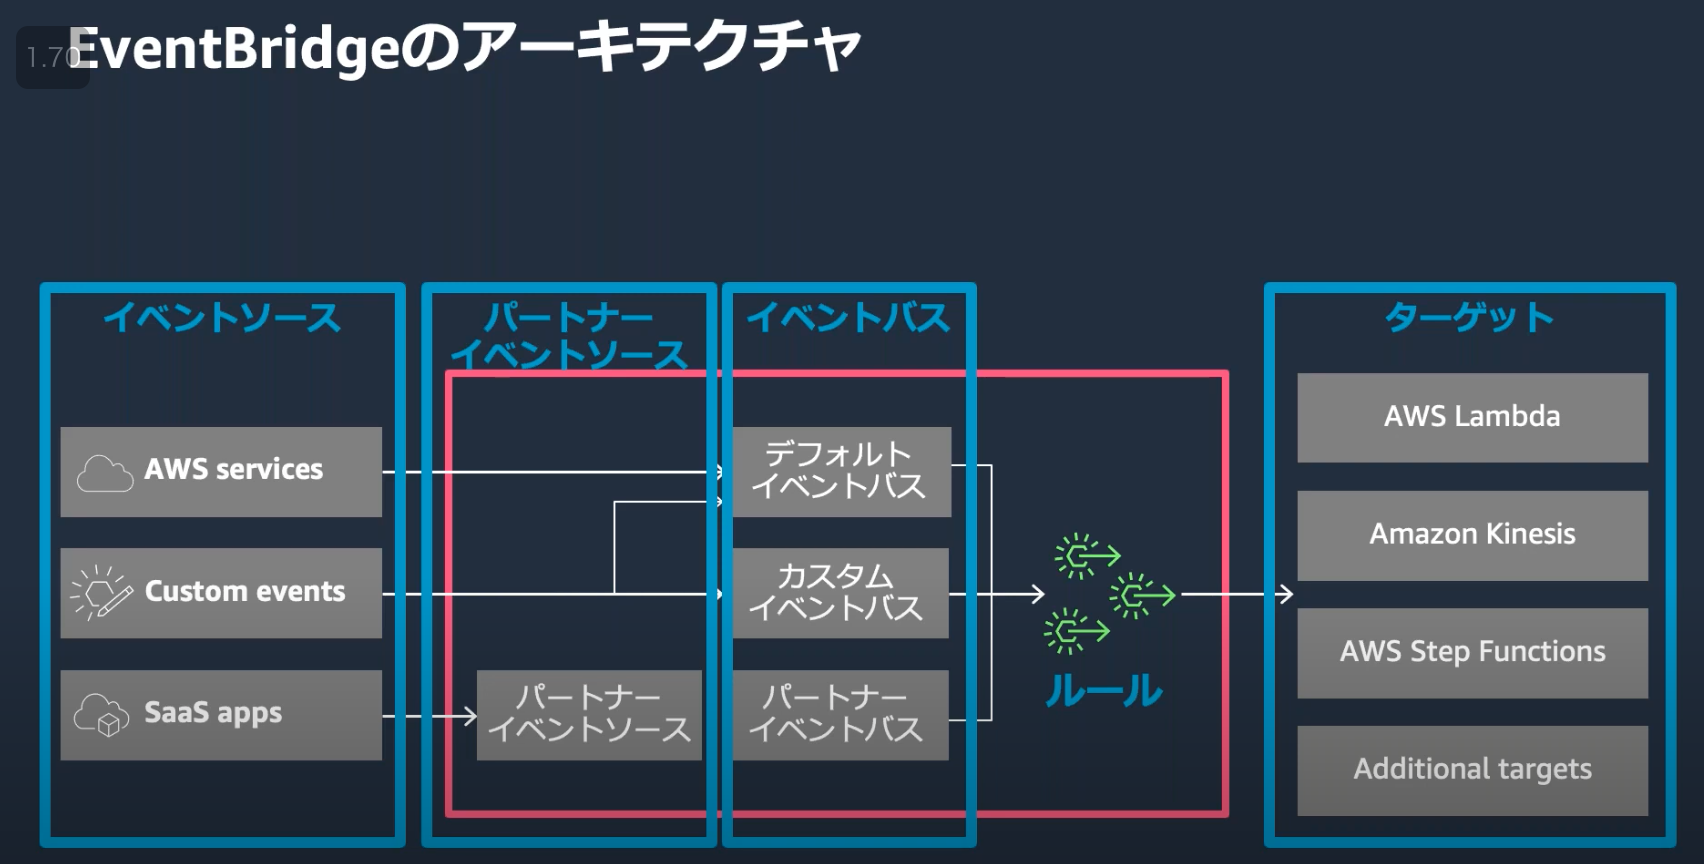 1.70
EventBridgeのアーキテクチャ
イベントソース
AWS services
Custom events
SaaS apps
パートナー
イベントソース
パートナー
イベントソース
イベントバス
デフォルト
イベントバス
カスタム
イベントバス
パートナー
イベントバス
ルール
ターゲット
AWS Lambda
Amazon Kinesis
AWS Step Functions
Additional targets